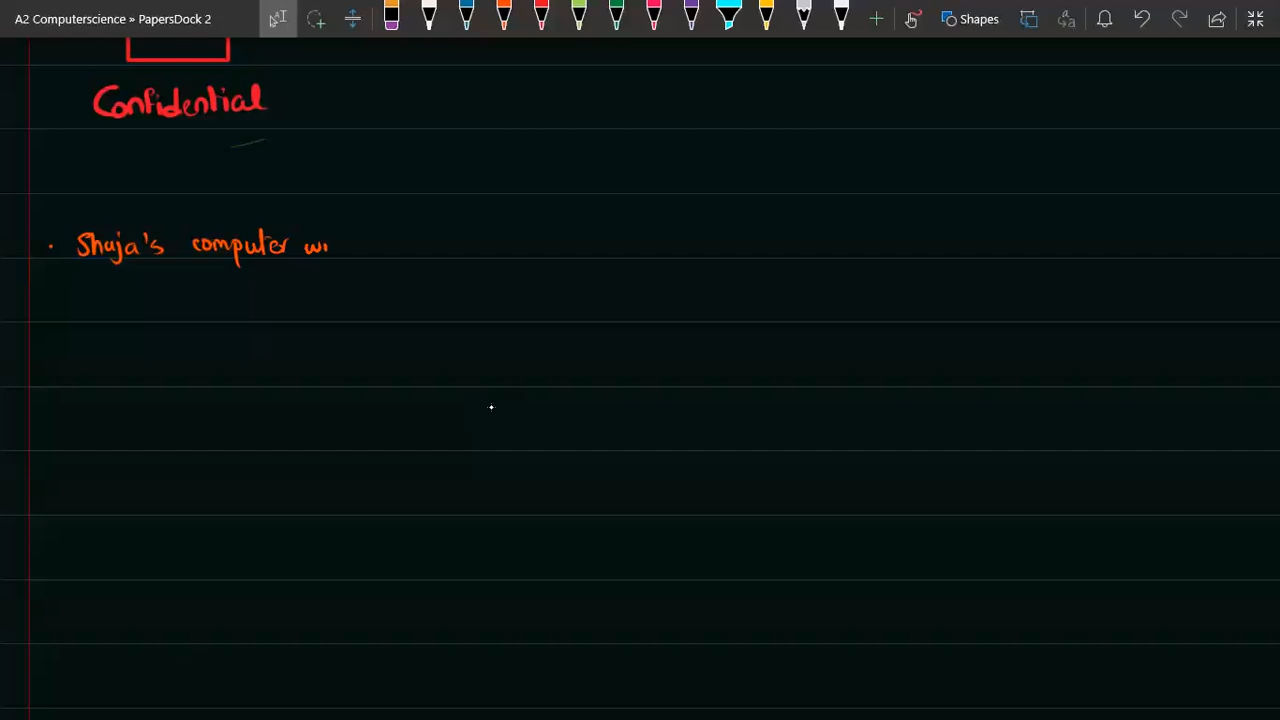 A2 Computerscience » PapersDock 2
Shapes
Confidential
· Shuja's computer